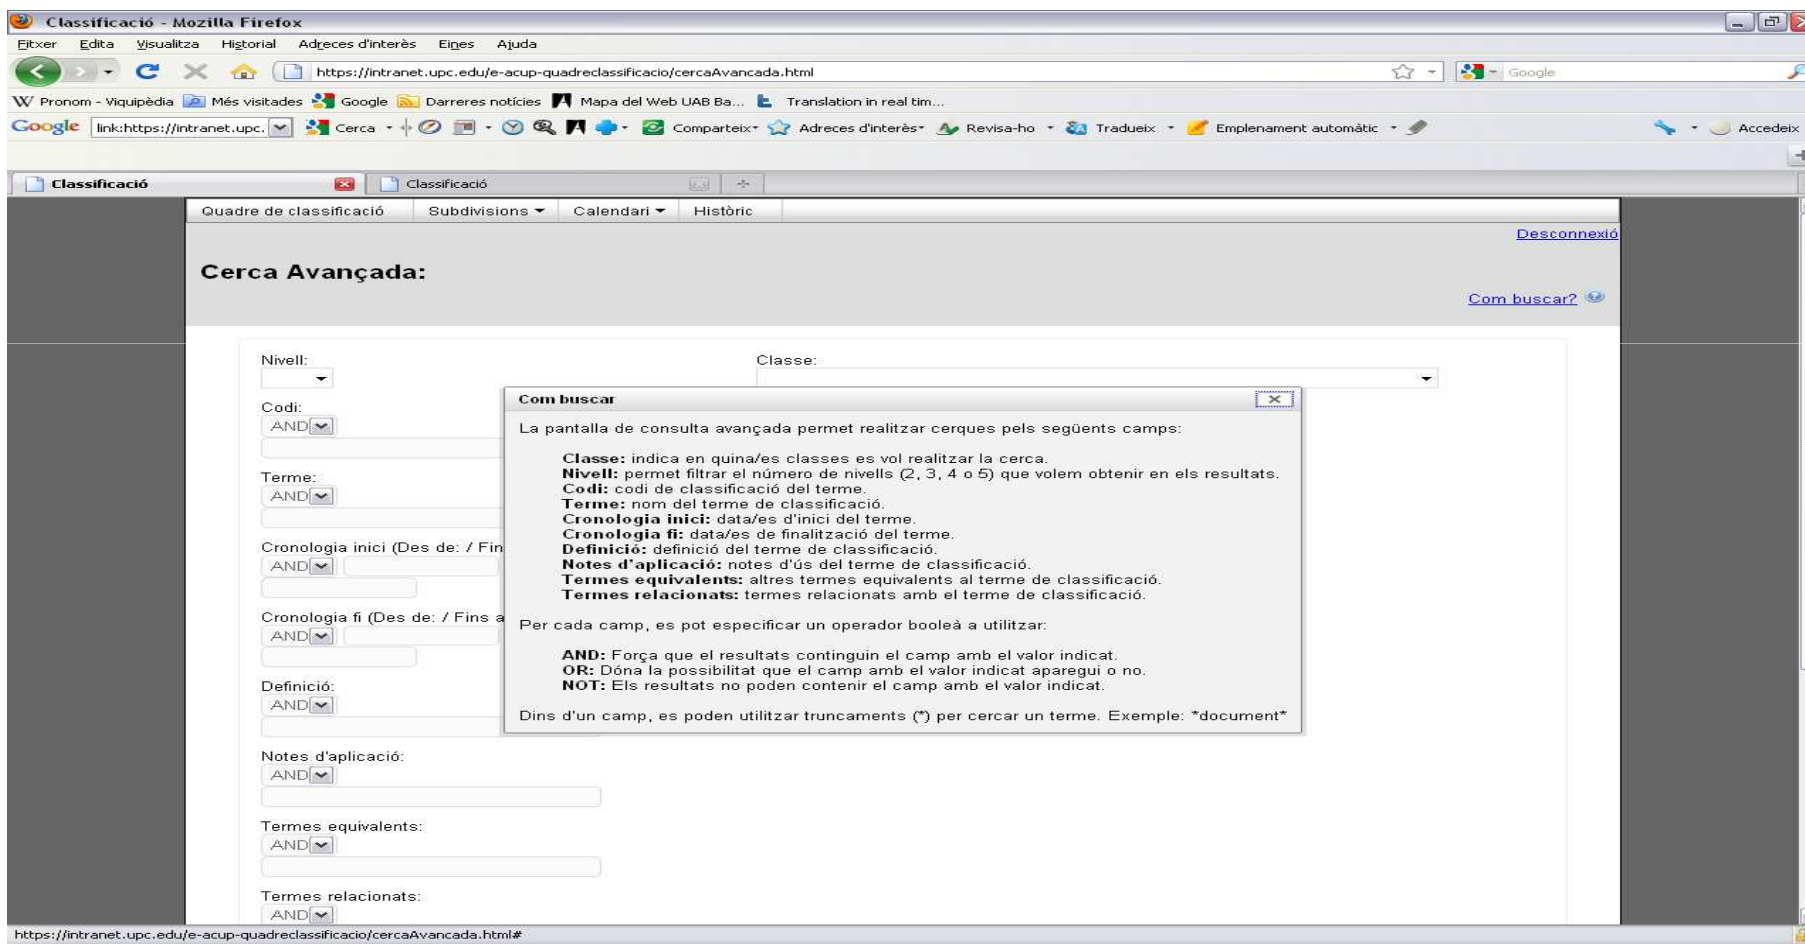 Classificació - Mozilla Firefox
Fitxer Edita Visualitza Historial Adreces d'interès Eines Ajuda
https://intranet.upc.edu/e-acup-quadreclassificacio/cercaAvancada.html Google
W Pronom - Viquipèdia Més visitades Google Darreres notícies Mapa del Web UAB Ba... Translation in real tim...
Google link:https://intranet.upc. Cerca Comparteix Adreces d'interès Revisa-ho Tradueix Emplenament automàtic Accedeix
Classificació Classificació
Quadre de classificació Subdivisions Calendari Històric
Desconnexió
Cerca Avançada:
Com buscar?
Nivell: Classe:
Codi:
AND
Terme:
AND
Cronologia inici (Des de: / Fin
AND
Cronologia fi (Des de: / Fins a
AND
Definició:
AND
Notes d'aplicació:
AND
Termes equivalents:
AND
Termes relacionats:
AND
Com buscar
La pantalla de consulta avançada permet realitzar cerques pels següents camps:
Classe: indica en quina/es classes es vol realitzar la cerca.
Nivell: permet filtrar el número de nivells (2, 3, 4 o 5) que volem obtenir en els resultats.
Codi: codi de classificació del terme.
Terme: nom del terme de classificació.
Cronologia inici: data/es d'inici del terme.
Cronologia fi: data/es de finalització del terme.
Definició: definició del terme de classificació.
Notes d'aplicació: notes d'ús del terme de classificació.
Termes equivalents: altres termes equivalents al terme de classificació.
Termes relacionats: termes relacionats amb el terme de classificació.
Per cada camp, es pot especificar un operador booleà a utilitzar:
AND: Força que el resultats continguin el camp amb el valor indicat.
OR: Dóna la possibilitat que el camp amb el valor indicat aparegui o no.
NOT: Els resultats no poden contenir el camp amb el valor indicat.
Dins d'un camp, es poden utilitzar truncaments (*) per cercar un terme. Exemple: *document*
https://intranet.upc.edu/e-acup-quadreclassificacio/cercaAvancada.html#